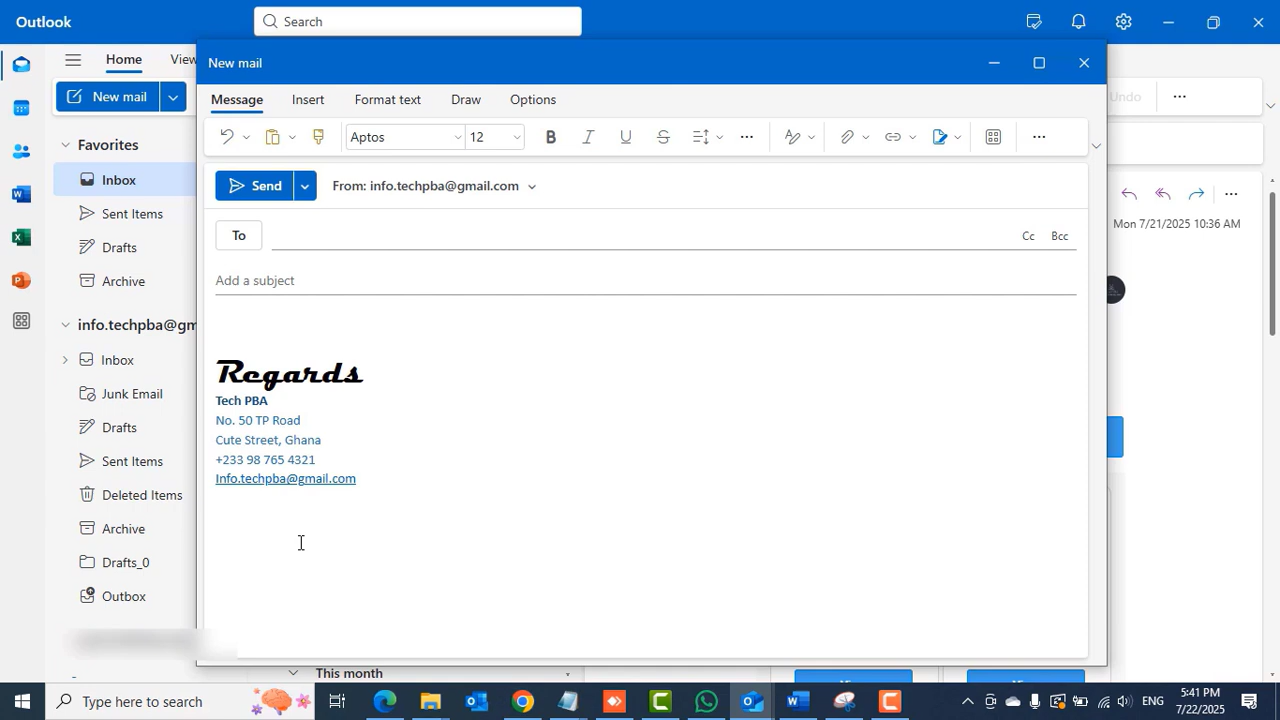 Outlook
Search
New mail
Home View
Message Insert Format text Draw Options
New mail
Aptos 12
Undo
Favorites
Send From: info.techpba@gmail.com
Inbox
Sent Items
To Cc Bcc
Mon 7/21/2025 10:36 AM
Drafts
Add a subject
Archive
info.techpba@gm
Inbox
Regards
Junk Email
Tech PBA
Drafts
No. 50 TP Road
Cute Street, Ghana
Sent Items
+233 98 765 4321
Info.techpba@gmail.com
Deleted Items
Archive
Drafts_0
Outbox
This month
Type here to search
ENG
5:41 PM
7/22/2025